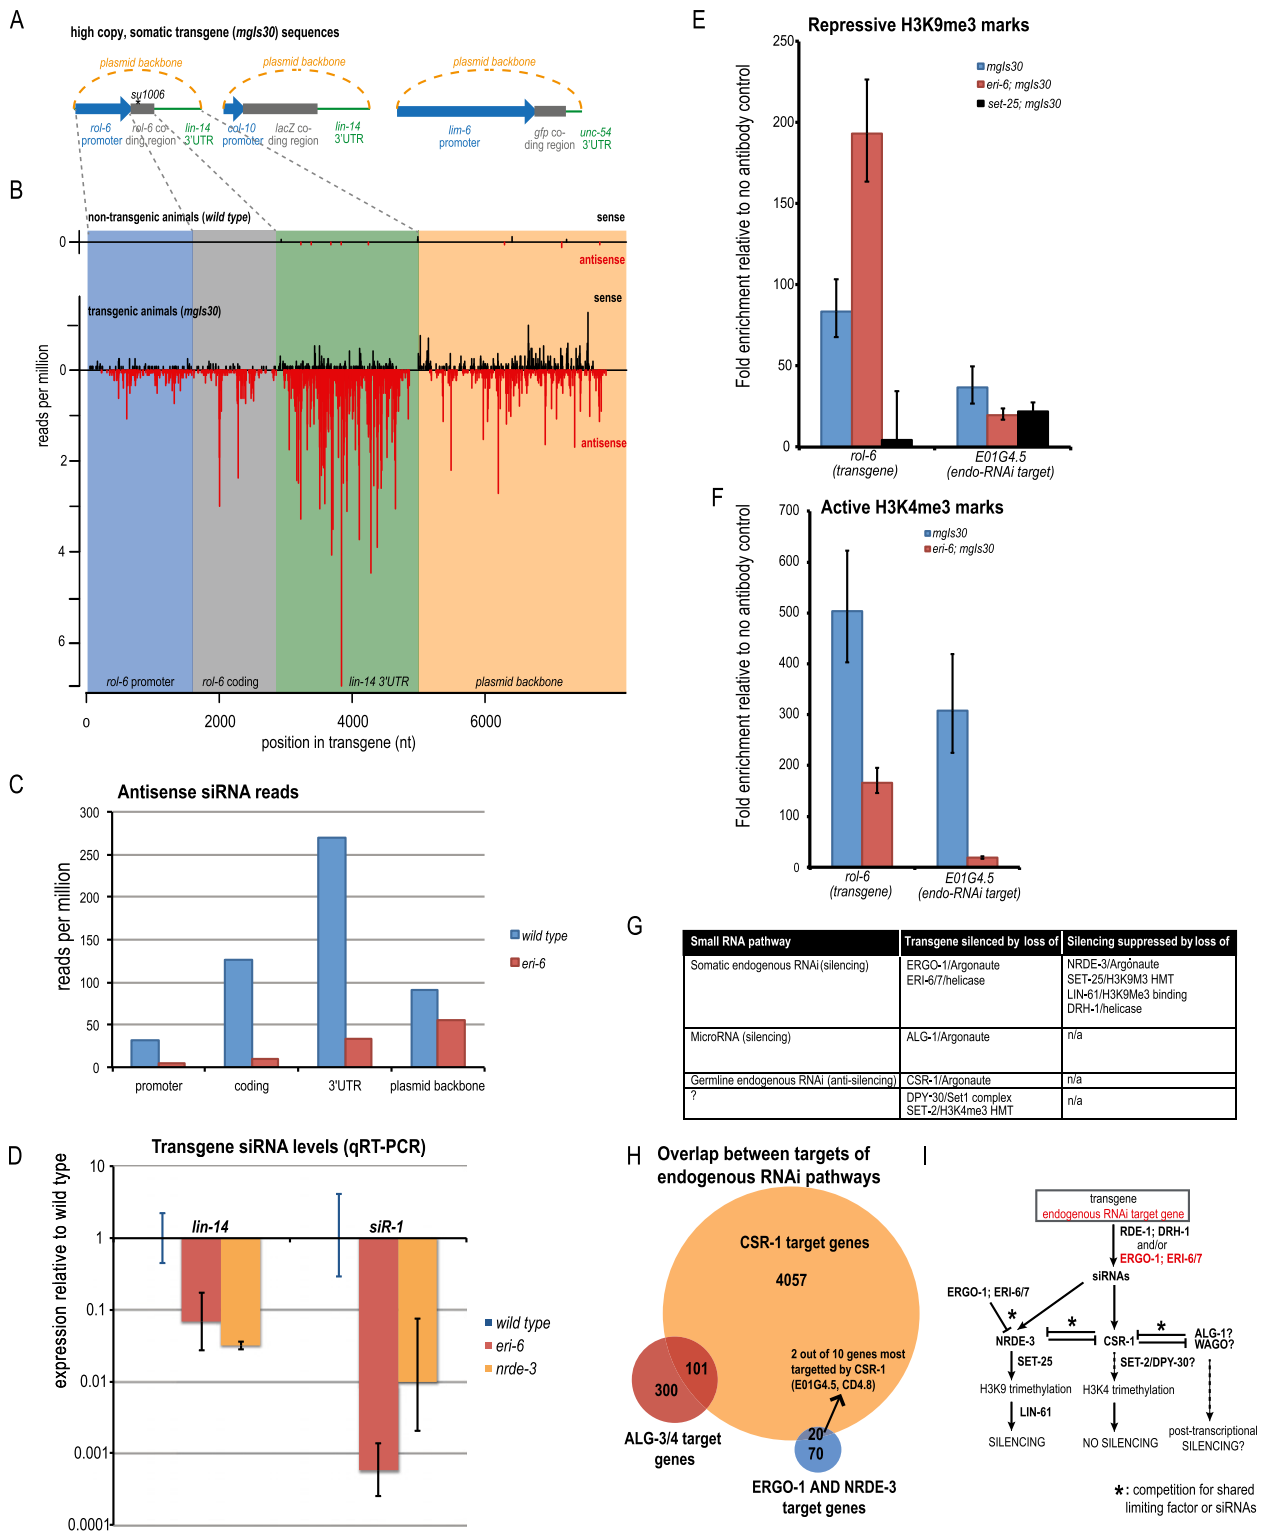 A
high copy, somatic transgene (mgIs30) sequences
plasmid backbone
plasmid backbone
plasmid backbone
su1006
*
rol-6
promoter
rol-6 co-
ding region
lin-14
3'UTR
col-10
promoter
lacZ co-
ding region
lin-14
3'UTR
lim-6
promoter
gfp co-
ding region
unc-54
3'UTR
B
non-transgenic animals (wild type)
sense
0
antisense
transgenic animals (mgIs30)
sense
antisense
reads per million
0
2
4
6
rol-6 promoter
rol-6 coding
lin-14 3'UTR
plasmid backbone
0
2000
4000
6000
position in transgene (nt)
C
Antisense siRNA reads
reads per million
300
250
200
150
100
50
0
promoter
coding
3'UTR
plasmid backbone
wild type
eri-6
D
Transgene siRNA levels (qRT-PCR)
expression relative to wild type
10
1
0.1
0.01
0.001
0.0001
lin-14
siR-1
wild type
eri-6
nrde-3
E
Repressive H3K9me3 marks
Fold enrichment relative to no antibody control
250
200
150
100
50
0
mgIs30
eri-6; mgIs30
set-25; mgIs30
rol-6
(transgene)
E01G4.5
(endo-RNAi target)
F
Active H3K4me3 marks
Fold enrichment relative to no antibody control
700
600
500
400
300
200
100
0
mgIs30
eri-6; mgIs30
rol-6
(transgene)
E01G4.5
(endo-RNAi target)
G
Small RNA pathway
Transgene silenced by loss of
Silencing suppressed by loss of
Somatic endogenous RNAi (silencing)
ERGO-1/Argonaute
ERI-6/7/helicase
NRDE-3/Argonaute
SET-25/H3K9M3 HMT
LIN-61/H3K9Me3 binding
DRH-1/helicase
MicroRNA (silencing)
ALG-1/Argonaute
n/a
Germline endogenous RNAi (anti-silencing)
CSR-1/Argonaute
n/a
?
DPY-30/Set1 complex
SET-2/H3K4me3 HMT
n/a
H
Overlap between targets of
endogenous RNAi pathways
CSR-1 target genes
4057
2 out of 10 genes most
targetted by CSR-1
(E01G4.5, CD4.8)
101
300
20
70
ALG-3/4 target
genes
ERGO-1 AND NRDE-3
target genes
I
transgene
endogenous RNAi target gene
RDE-1; DRH-1
and/or
ERGO-1; ERI-6/7
siRNAs
ERGO-1; ERI-6/7
*
*
*
NRDE-3
CSR-1
ALG-1?
WAGO?
SET-25
SET-2/DPY-30?
H3K9 trimethylation
H3K4 trimethylation
LIN-61
SILENCING
NO SILENCING
post-transcriptional
SILENCING?
* : competition for shared
limiting factor or siRNAs